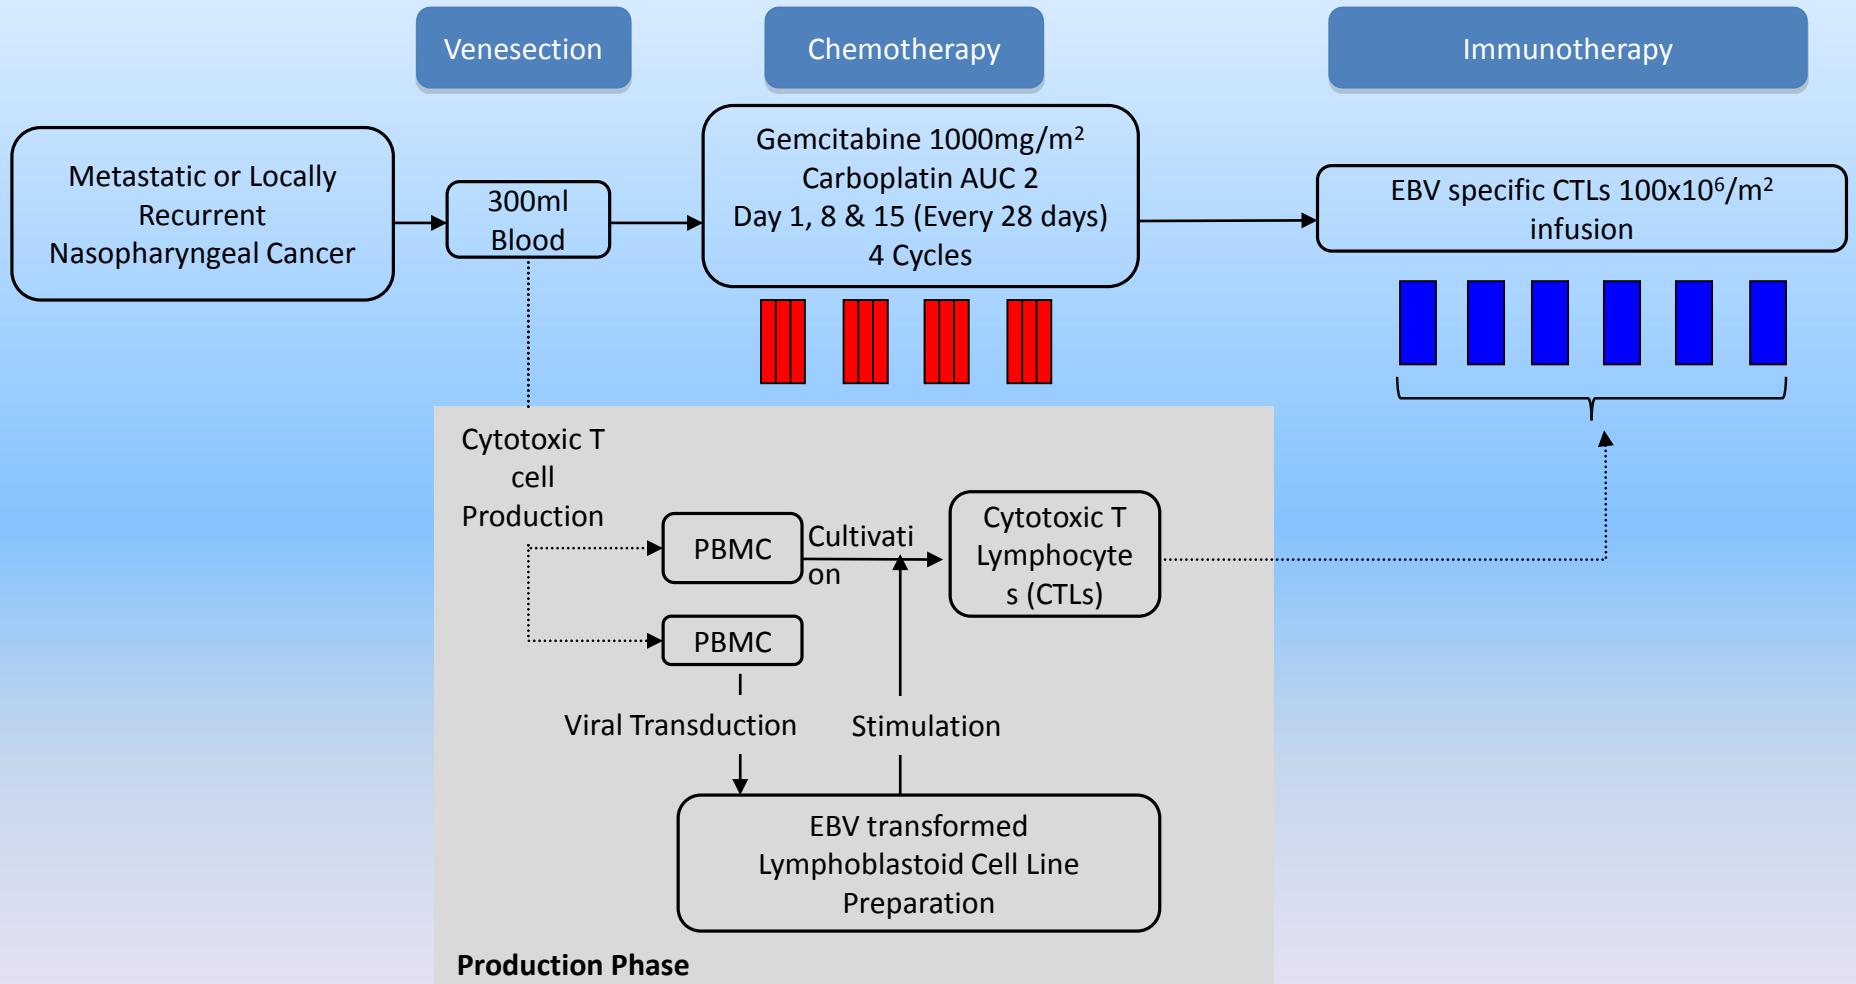 Venesection
Chemotherapy
Immunotherapy
Metastatic or Locally
Recurrent
Nasopharyngeal Cancer
300ml
Blood
Gemcitabine 1000mg/m²
Carboplatin AUC 2
Day 1, 8 & 15 (Every 28 days)
4 Cycles
EBV specific CTLs 100x10⁶/m²
infusion
Cytotoxic T
cell
Production
PBMC
Cultivati
on
Cytotoxic T
Lymphocyte
s (CTLs)
PBMC
Viral Transduction
Stimulation
EBV transformed
Lymphoblastoid Cell Line
Preparation
Production Phase